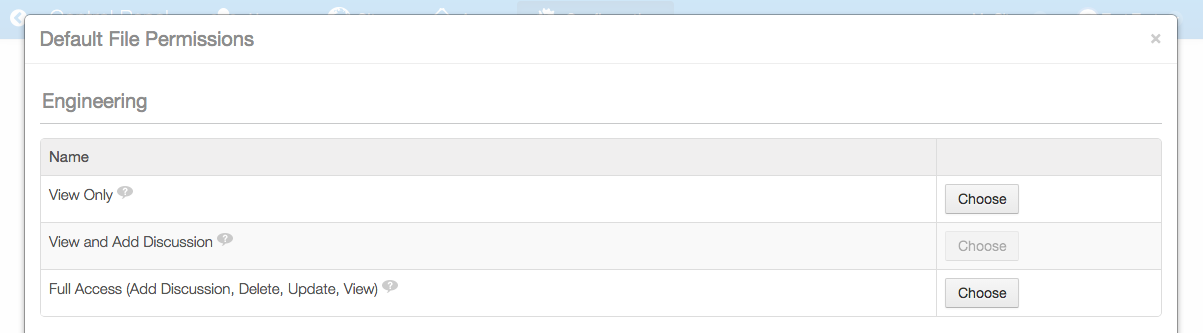 Default File Permissions ×
Engineering
Name
View Only ? Choose
View and Add Discussion ? Choose
Full Access (Add Discussion, Delete, Update, View) ? Choose